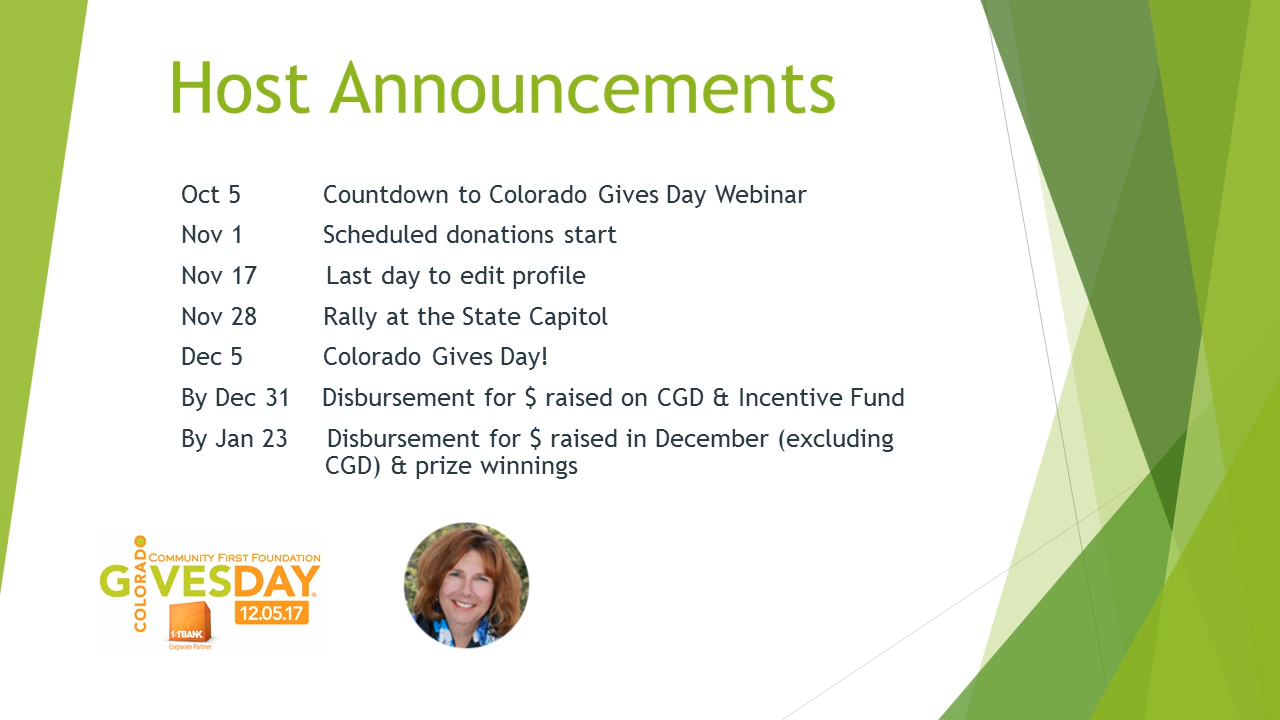 Host Announcements
Oct 5 Countdown to Colorado Gives Day Webinar
Nov 1 Scheduled donations start
Nov 17 Last day to edit profile
Nov 28 Rally at the State Capitol
Dec 5 Colorado Gives Day!
By Dec 31 Disbursement for $ raised on CGD & Incentive Fund
By Jan 23 Disbursement for $ raised in December (excluding
CGD) & prize winnings
COLORADO
COMMUNITY FIRST FOUNDATION
GIVESDAY®
12.05.17
1STBANK
Corporate Partner